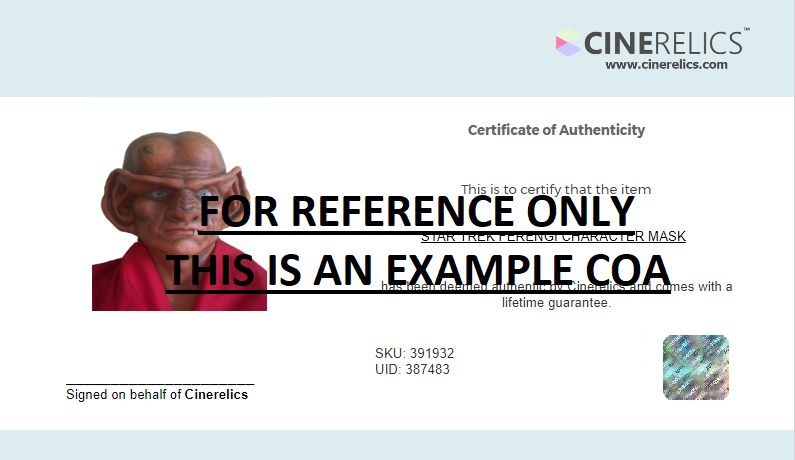 CINERELICS™
www.cinerelics.com
Certificate of Authenticity
This is to certify that the item
FOR REFERENCE ONLY
STAR TREK FERENGI CHARACTER MASK
THIS IS AN EXAMPLE COA
has been deemed authentic by Cinerelics and comes with a
lifetime guarantee.
SKU: 391932
UID: 387483
Signed on behalf of Cinerelics